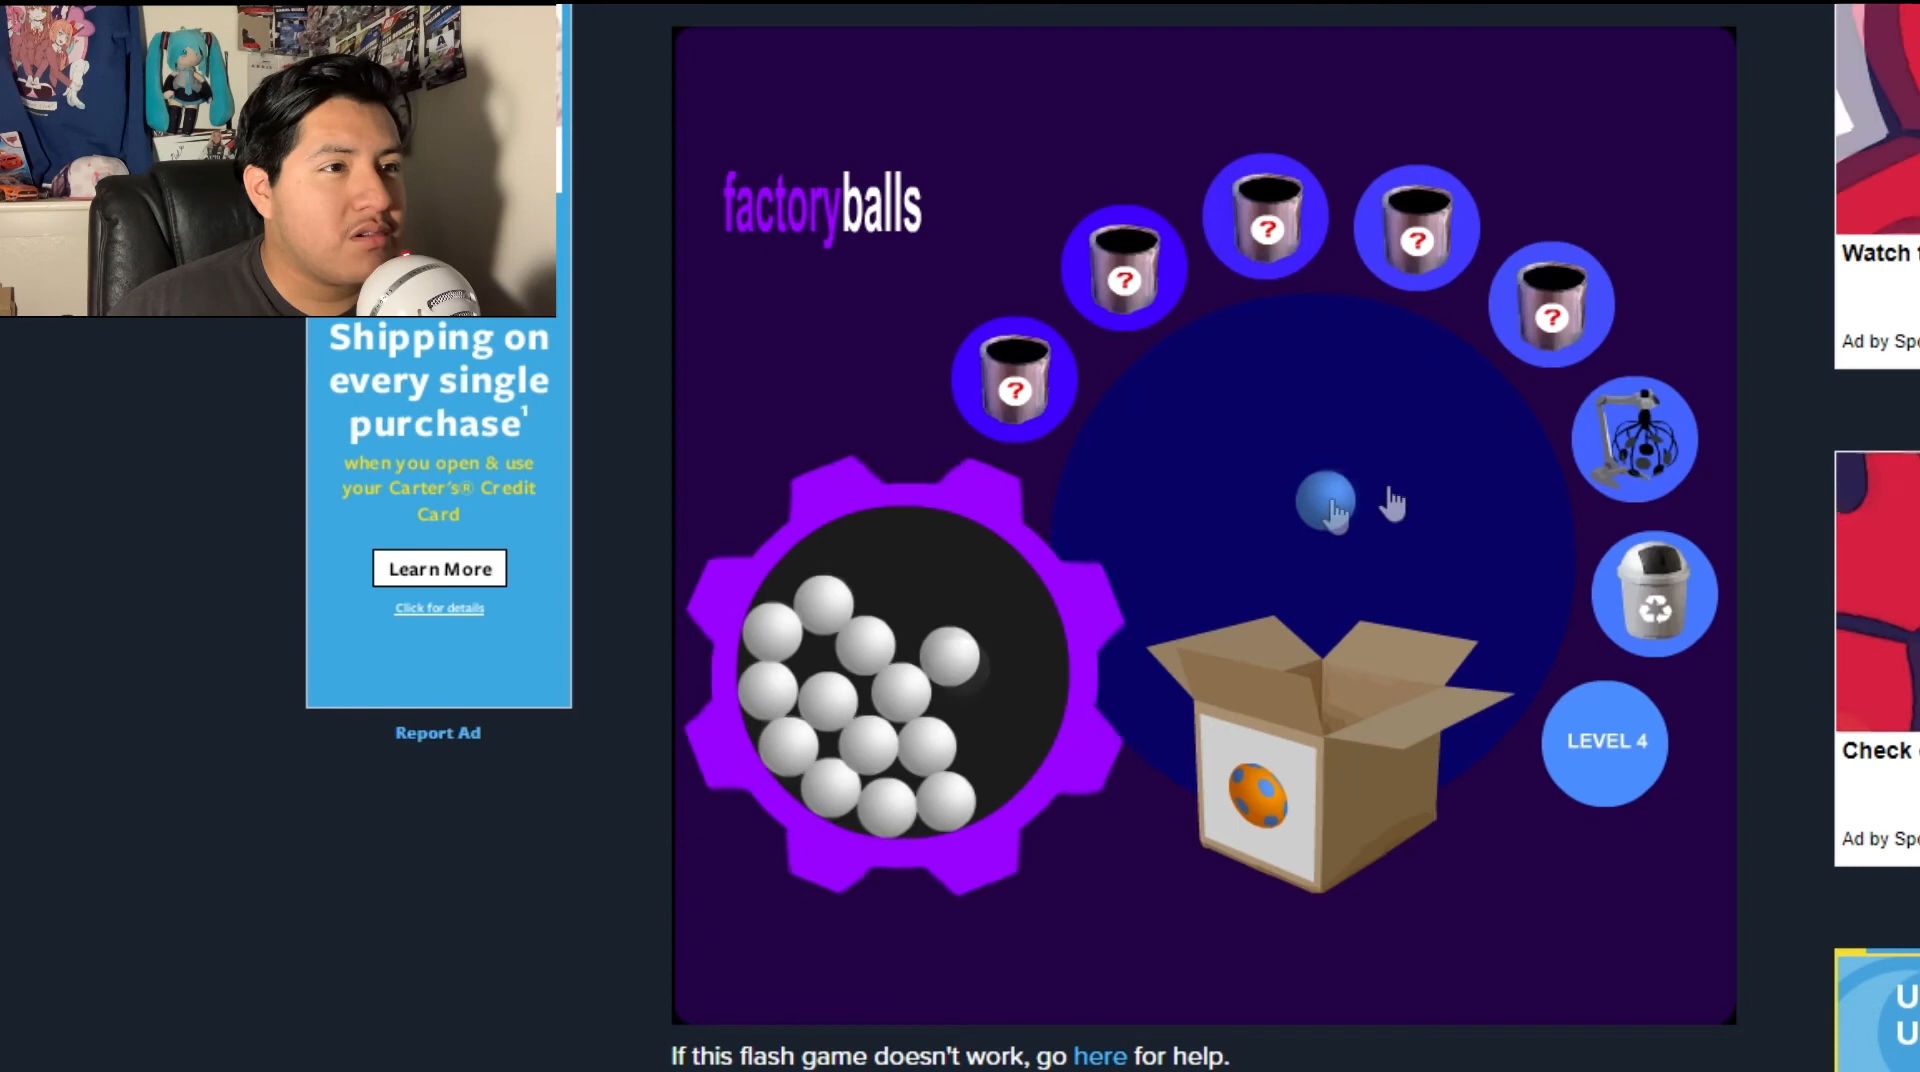 Shipping on
every single
purchase¹
when you open & use
your Carter's® Credit
Card
Learn More
Click for details
Report Ad
factoryballs
?
?
?
?
?
LEVEL 4
If this flash game doesn't work, go here for help.
Watch
Ad by
Check
Ad by
U
U